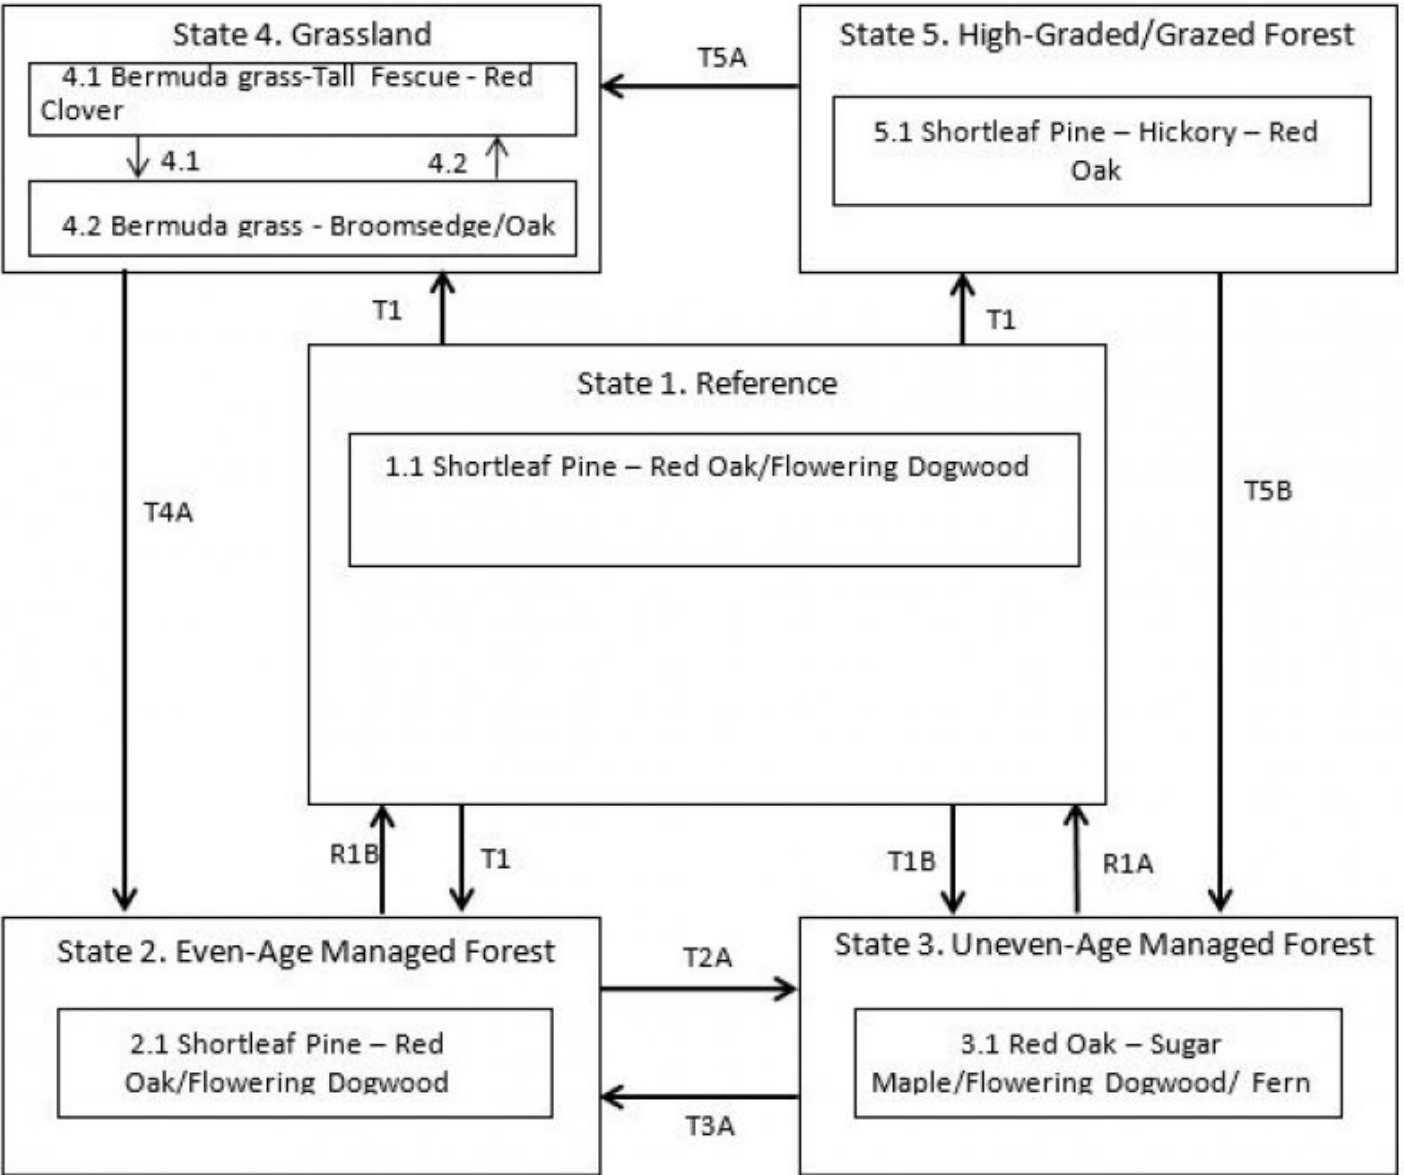 State 4. Grassland
4.1 Bermuda grass-Tall Fescue - Red
Clover
4.1
4.2
4.2 Bermuda grass - Broomsedge/Oak
T5A
State 5. High-Graded/Grazed Forest
5.1 Shortleaf Pine – Hickory – Red
Oak
T1
T1
State 1. Reference
1.1 Shortleaf Pine – Red Oak/Flowering Dogwood
T4A
T5B
R1B
T1
T1B
R1A
State 2. Even-Age Managed Forest
2.1 Shortleaf Pine – Red
Oak/Flowering Dogwood
T2A
T3A
State 3. Uneven-Age Managed Forest
3.1 Red Oak – Sugar
Maple/Flowering Dogwood/ Fern